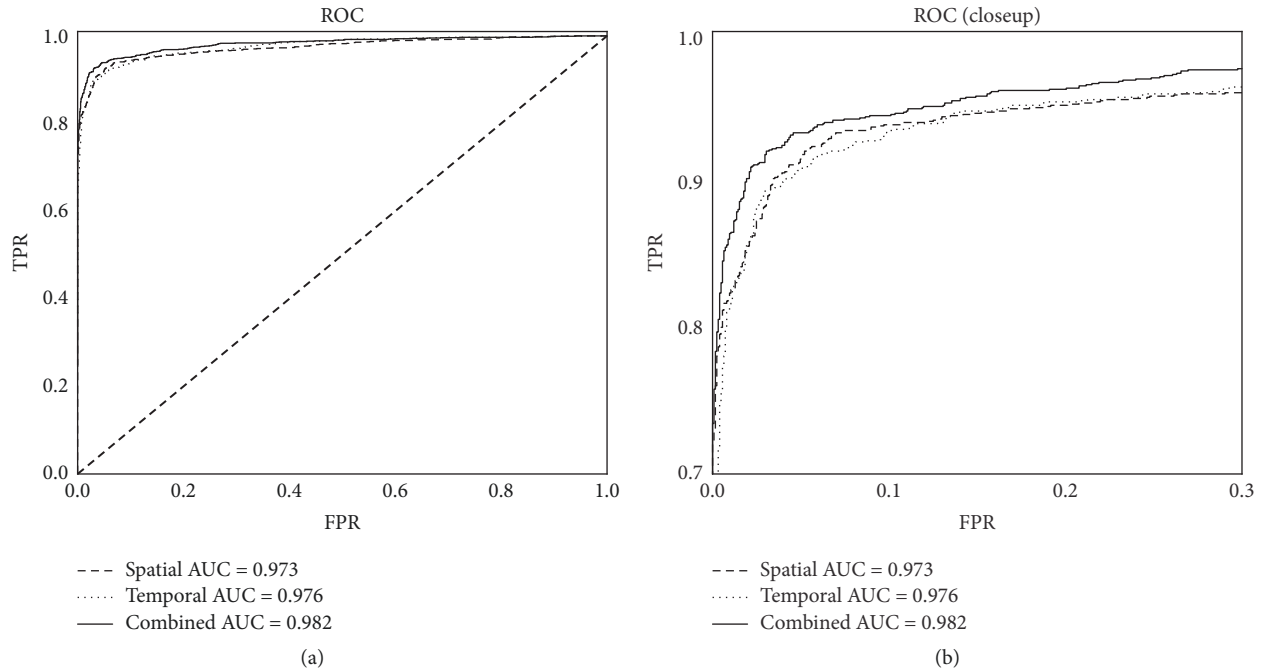 ROC
1.0
0.8
0.6
0.4
0.2
0.0
TPR
0.0 0.2 0.4 0.6 0.8 1.0
FPR
Spatial AUC = 0.973
Temporal AUC = 0.976
Combined AUC = 0.982
(a)
ROC (closeup)
1.0
0.9
0.8
0.7
TPR
0.0 0.1 0.2 0.3
FPR
Spatial AUC = 0.973
Temporal AUC = 0.976
Combined AUC = 0.982
(b)